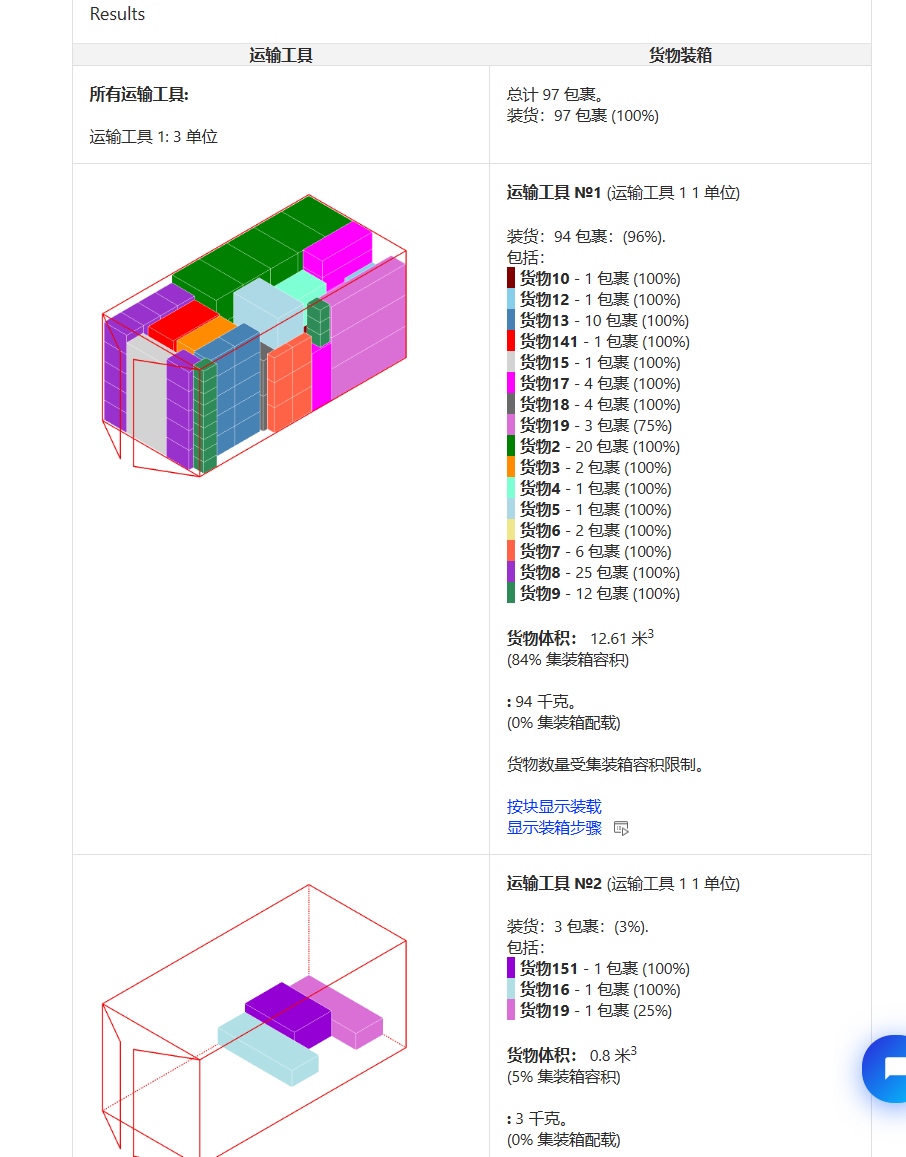 Results
运输工具
货物装箱
所有运输工具:
运输工具 1: 3 单位
总计 97 包裹。
装货：97 包裹 (100%)
运输工具 №1 (运输工具 1 1 单位)
装货：94 包裹：(96%).
包括：
货物10 - 1 包裹 (100%)
货物12 - 1 包裹 (100%)
货物13 - 10 包裹 (100%)
货物141 - 1 包裹 (100%)
货物15 - 1 包裹 (100%)
货物17 - 4 包裹 (100%)
货物18 - 4 包裹 (100%)
货物19 - 3 包裹 (75%)
货物2 - 20 包裹 (100%)
货物3 - 2 包裹 (100%)
货物4 - 1 包裹 (100%)
货物5 - 1 包裹 (100%)
货物6 - 2 包裹 (100%)
货物7 - 6 包裹 (100%)
货物8 - 25 包裹 (100%)
货物9 - 12 包裹 (100%)
货物体积： 12.61 米³
(84% 集装箱容积)
: 94 千克。
(0% 集装箱配载)
货物数量受集装箱容积限制。
按块显示装载
显示装箱步骤
运输工具 №2 (运输工具 1 1 单位)
装货：3 包裹：(3%).
包括：
货物151 - 1 包裹 (100%)
货物16 - 1 包裹 (100%)
货物19 - 1 包裹 (25%)
货物体积： 0.8 米³
(5% 集装箱容积)
: 3 千克。
(0% 集装箱配载)